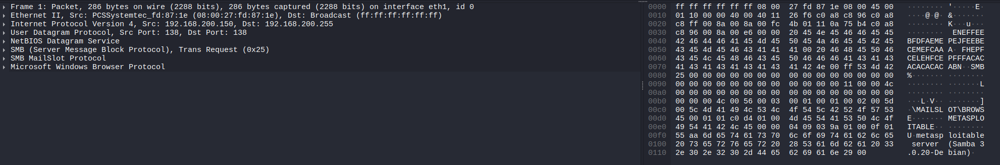 Frame 1: Packet, 286 bytes on wire (2288 bits), 286 bytes captured (2288 bits) on interface eth1, id 0
Ethernet II, Src: PCSSystemtec_fd:87:1e (08:00:27:fd:87:1e), Dst: Broadcast (ff:ff:ff:ff:ff:ff)
Internet Protocol Version 4, Src: 192.168.200.150, Dst: 192.168.200.255
User Datagram Protocol, Src Port: 138, Dst Port: 138
NetBIOS Datagram Service
SMB (Server Message Block Protocol), Trans Request (0x25)
SMB MailSlot Protocol
Microsoft Windows Browser Protocol
0000 ff ff ff ff ff ff 08 00 27 fd 87 1e 08 00 45 00 ········ '·····E·
0010 01 10 00 00 40 00 40 11 26 f6 c0 a8 c8 96 c0 a8 ····@·@· &·······
0020 c8 ff 00 8a 00 8a 00 fc 4b 01 11 0a 75 b4 c0 a8 ········ K···u···
0030 c8 96 00 8a 00 e6 00 00 20 45 4e 45 46 46 45 45 ········  ENEFFEE
0040 42 46 44 46 41 45 4d 45 50 45 4a 46 45 45 42 45 BFDFAEME PEJFEEBE
0050 43 45 4d 45 46 43 41 41 41 00 20 46 48 45 50 46 CEMEFCAA A· FHEPF
0060 43 45 4c 45 48 46 43 45 50 46 46 46 41 43 41 43 CELEHFCE PFFFACAC
0070 41 43 41 43 41 43 41 43 41 42 4e 00 ff 53 4d 42 ACACACAC ABN··SMB
0080 25 00 00 00 00 00 00 00 00 00 00 00 00 00 00 00 %······· ········
0090 00 00 00 00 00 00 00 00 00 00 00 00 11 00 00 4c ········ ·······L
00a0 00 00 00 00 00 00 00 00 00 00 00 00 00 00 00 00 ········ ········
00b0 00 00 00 4c 00 56 00 03 00 01 00 01 00 02 00 5d ···L·V·· ·······]
00c0 00 5c 4d 41 49 4c 53 4c 4f 54 5c 42 52 4f 57 53 ·\MAILSL OT\BROWS
00d0 45 00 01 01 c0 d4 01 00 4d 45 54 41 53 50 4c 4f E······· METASPLO
00e0 49 54 41 42 4c 45 00 00 04 09 03 9a 01 00 0f 01 ITABLE·· ········
00f0 55 aa 6d 65 74 61 73 70 6c 6f 69 74 61 62 6c 65 U·metasp loitable
0100 20 73 65 72 76 65 72 20 28 53 61 6d 62 61 20 33  server  (Samba 3
0110 2e 30 2e 32 30 2d 44 65 62 69 61 6e 29 00 .0.20-De bian)·